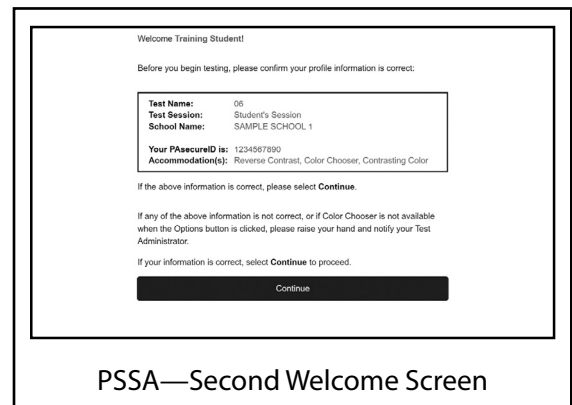 Welcome Training Student!
Before you begin testing, please confirm your profile information is correct:
Test Name: 06
Test Session: Student's Session
School Name: SAMPLE SCHOOL 1
Your PAsecureID is: 1234567890
Accommodation(s): Reverse Contrast, Color Chooser, Contrasting Color
If the above information is correct, please select Continue.
If any of the above information is not correct, or if Color Chooser is not available
when the Options button is clicked, please raise your hand and notify your Test
Administrator.
If your information is correct, select Continue to proceed.
Continue
PSSA—Second Welcome Screen